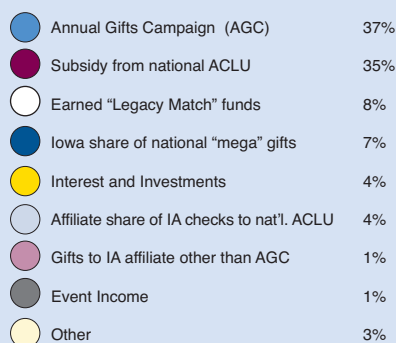 Annual Gifts Campaign (AGC) 37%
Subsidy from national ACLU 35%
Earned “Legacy Match” funds 8%
Iowa share of national “mega” gifts 7%
Interest and Investments 4%
Affiliate share of IA checks to nat’l. ACLU 4%
Gifts to IA affiliate other than AGC 1%
Event Income 1%
Other 3%